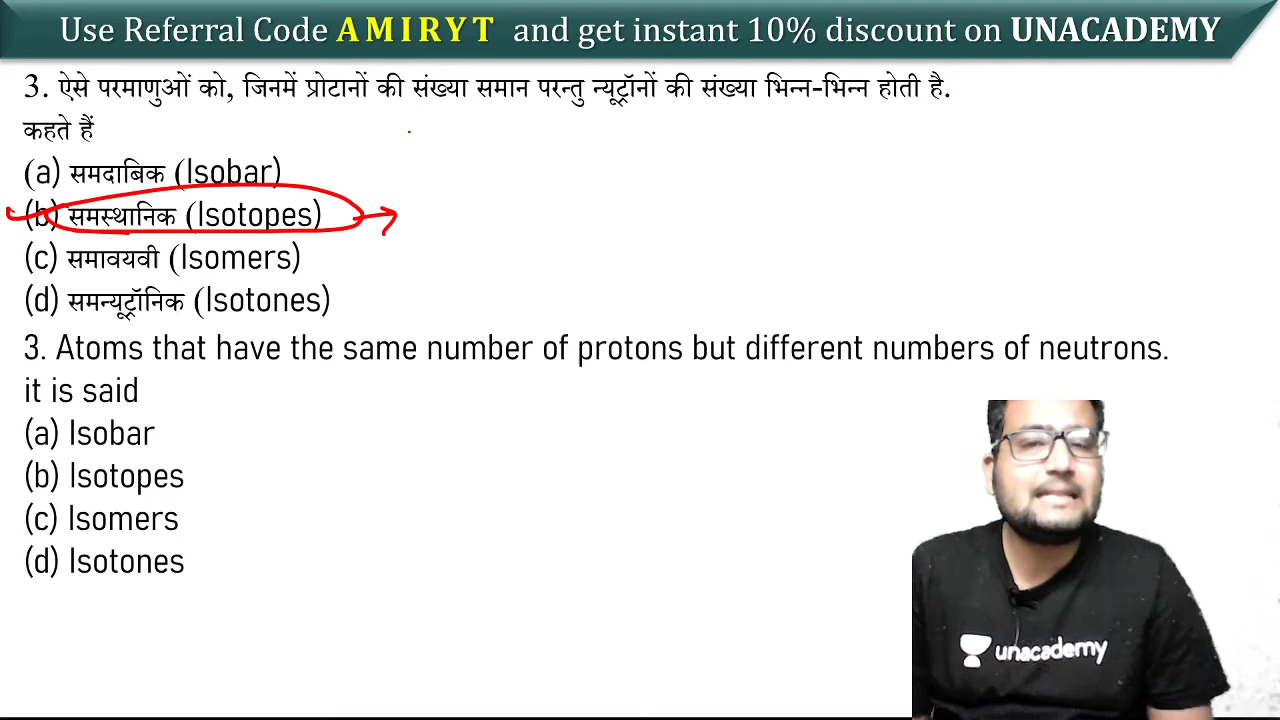 Use Referral Code A M I R Y T and get instant 10% discount on UNACADEMY
3. ऐसे परमाणुओं को, जिनमें प्रोटानों की संख्या समान परन्तु न्यूट्रॉनों की संख्या भिन्न-भिन्न होती है.
कहते हैं
(a) समदाबिक (Isobar)
(b) समस्थानिक (Isotopes)
(c) समावयवी (Isomers)
(d) समन्यूट्रॉनिक (Isotones)
3. Atoms that have the same number of protons but different numbers of neutrons.
it is said
(a) Isobar
(b) Isotopes
(c) Isomers
(d) Isotones
unacademy